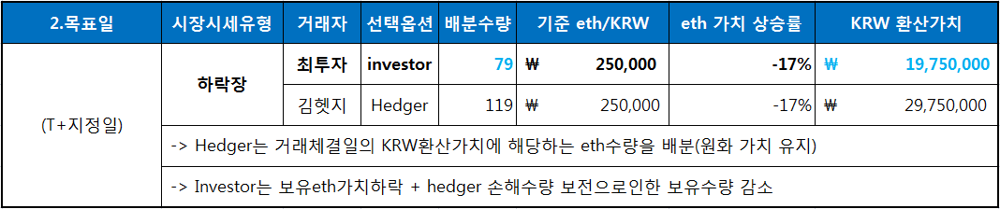 2.목표일 시장시세유형 거래자 선택옵션 배분수량 기준 eth/KRW eth 가치 상승률 KRW 환산가치
(T+지정일) 하락장 최투자 investor 79 ₩ 250,000 -17% ₩ 19,750,000
김헷지 Hedger 119 ₩ 250,000 -17% ₩ 29,750,000
-> Hedger는 거래체결일의 KRW환산가치에 해당하는 eth수량을 배분(원화 가치 유지)
-> Investor는 보유eth가치하락 + hedger 손해수량 보전으로인한 보유수량 감소